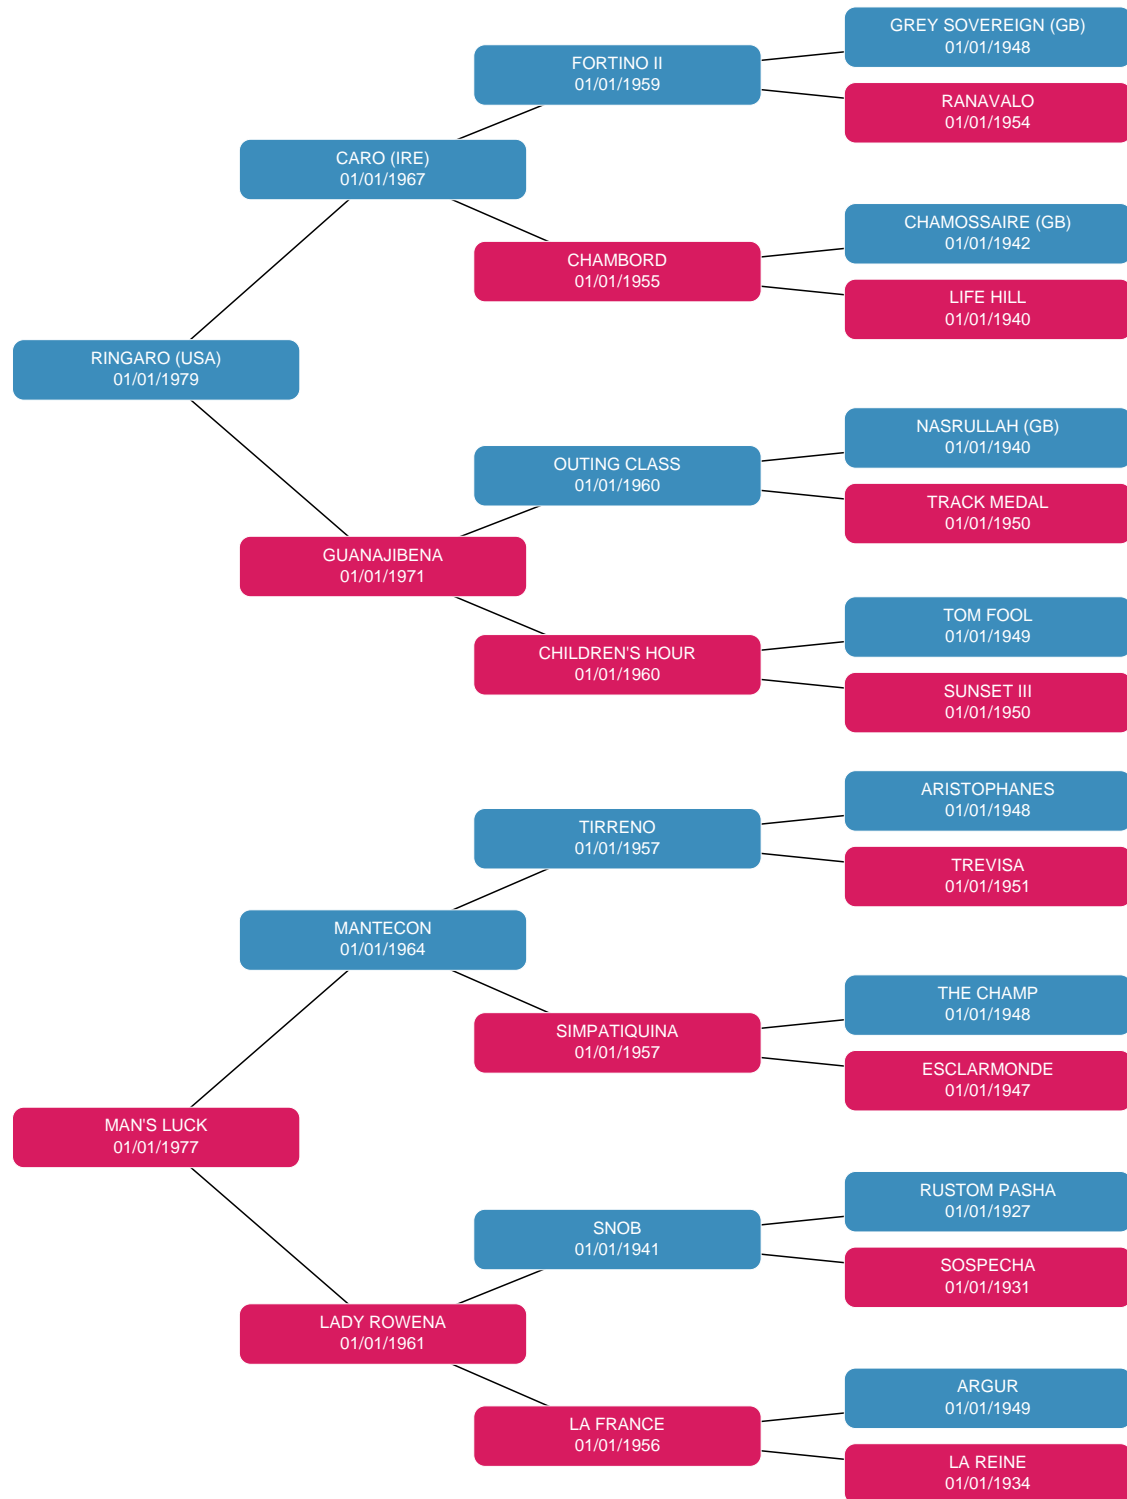 GREY SOVEREIGN (GB)
01/01/1948
FORTINO II
01/01/1959
RANAVALO
01/01/1954
CARO (IRE)
01/01/1967
CHAMOSSAIRE (GB)
01/01/1942
CHAMBORD
01/01/1955
LIFE HILL
01/01/1940
RINGARO (USA)
01/01/1979
NASRULLAH (GB)
01/01/1940
OUTING CLASS
01/01/1960
TRACK MEDAL
01/01/1950
GUANAJIBENA
01/01/1971
TOM FOOL
01/01/1949
CHILDREN'S HOUR
01/01/1960
SUNSET III
01/01/1950
ARISTOPHANES
01/01/1948
TIRRENO
01/01/1957
TREVISA
01/01/1951
MANTECON
01/01/1964
THE CHAMP
01/01/1948
SIMPATIQUINA
01/01/1957
ESCLARMONDE
01/01/1947
MAN'S LUCK
01/01/1977
RUSTOM PASHA
01/01/1927
SNOB
01/01/1941
SOSPECHA
01/01/1931
LADY ROWENA
01/01/1961
ARGUR
01/01/1949
LA FRANCE
01/01/1956
LA REINE
01/01/1934